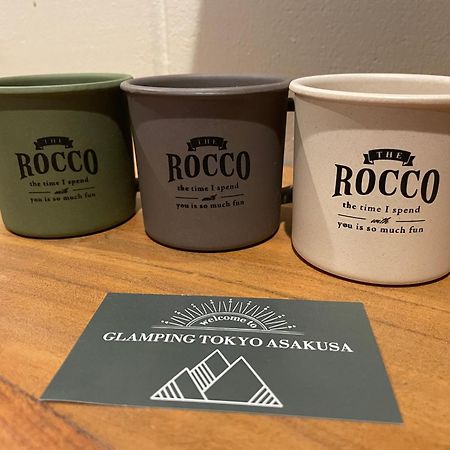 THE
ROCCO
the time I spend
with
you is so much fun
THE
ROCCO
the time I spend
with
you is so much fun
THE
ROCCO
the time I spend
with
you is so much fun
welcome to
GLAMPING TOKYO ASAKUSA